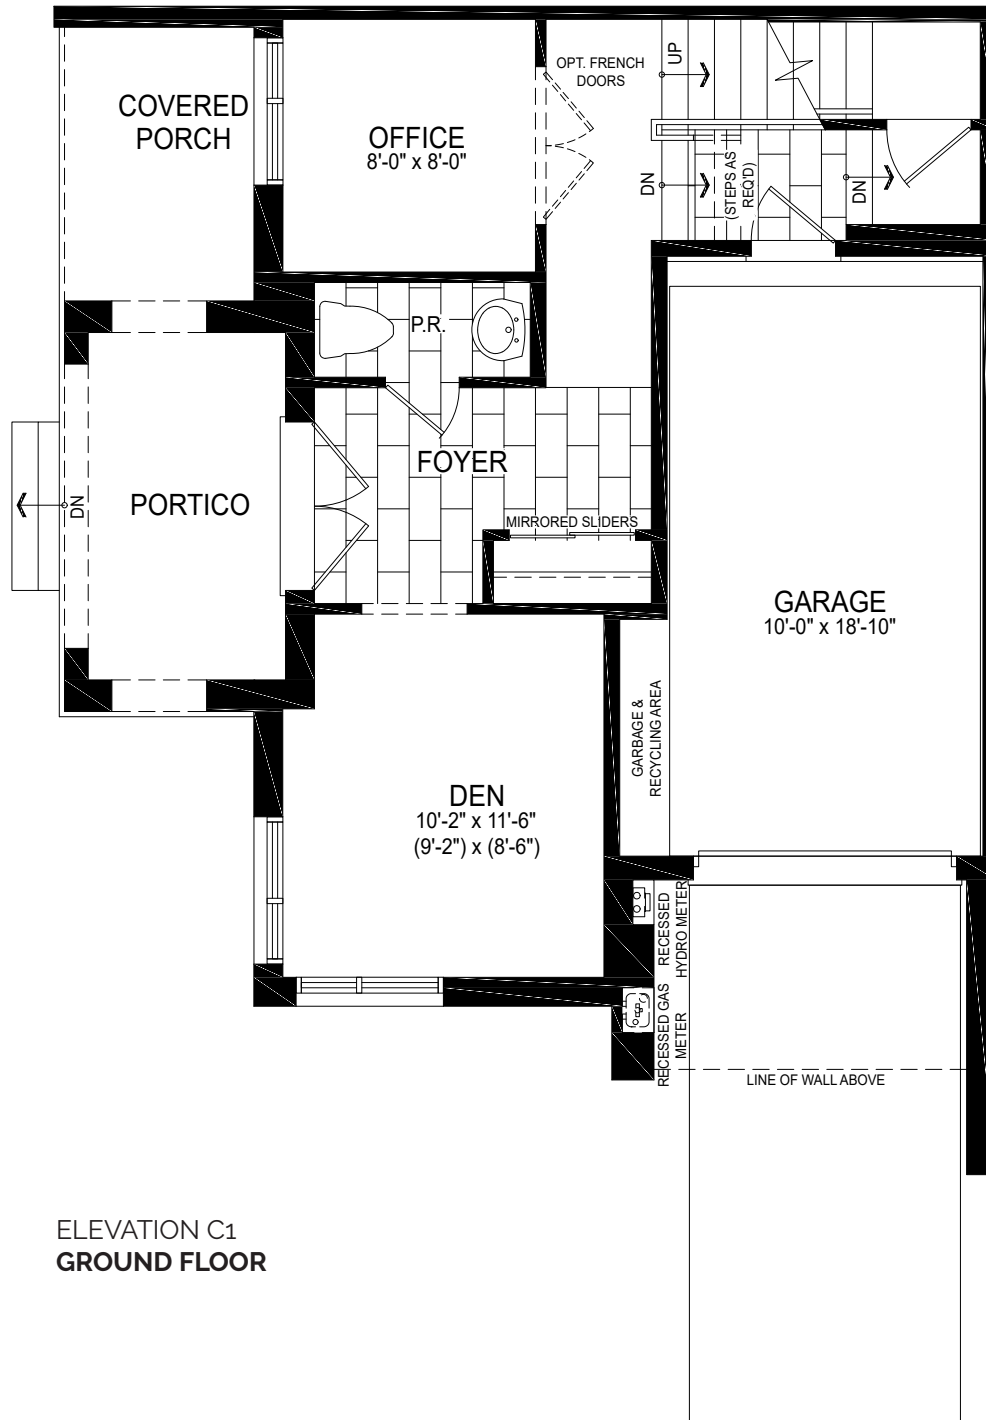 COVERED
PORCH
OFFICE
8'-0" x 8'-0"
OPT. FRENCH
DOORS
UP
DN
(STEPS AS
REQ'D)
DN
P.R.
FOYER
PORTICO
DN
MIRRORED SLIDERS
GARAGE
10'-0" x 18'-10"
GARBAGE &
RECYCLING AREA
DEN
10'-2" x 11'-6"
(9'-2") x (8'-6")
RECESSED
HYDRO METER
RECESSED GAS
METER
LINE OF WALL ABOVE
ELEVATION C1
GROUND FLOOR